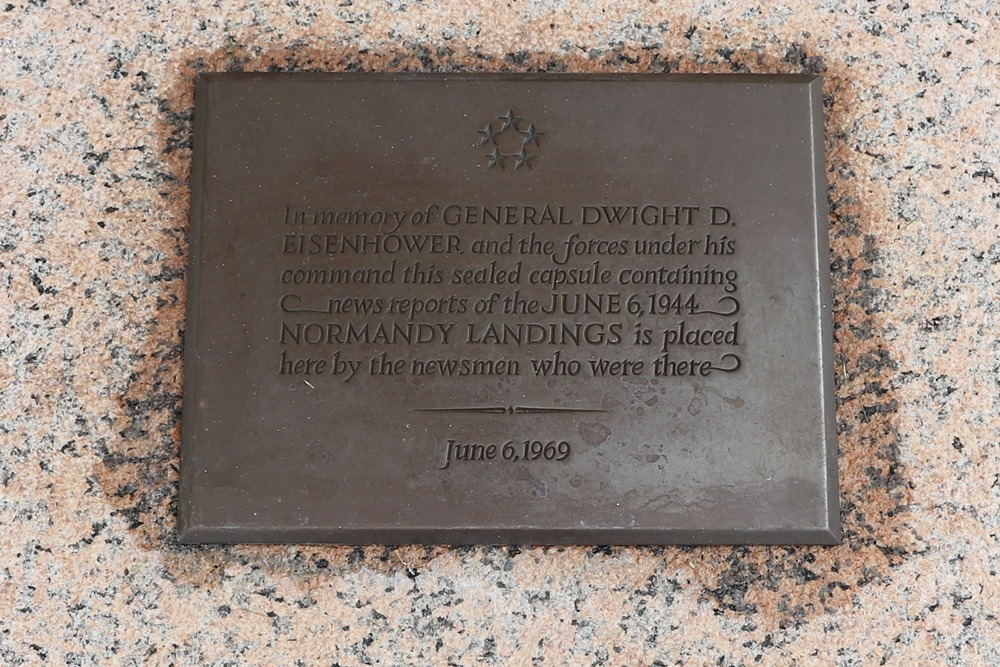 In memory of GENERAL DWIGHT D.
EISENHOWER and the forces under his
command this sealed capsule containing
news reports of the JUNE 6, 1944
NORMANDY LANDINGS is placed
here by the newsmen who were there
June 6, 1969